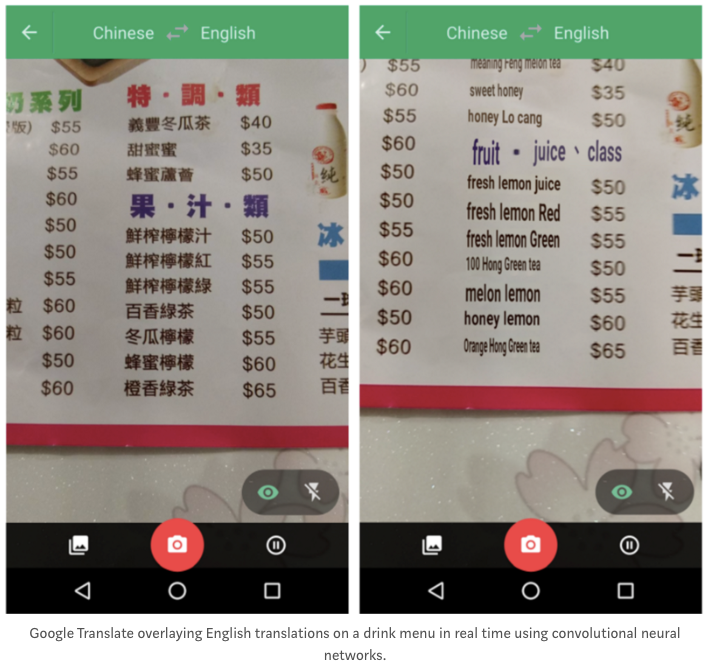 Chinese English
奶系列
版) $55
$60
$55
$60
$50
$50
$55
粒 $60
粒 $60
$50
$60
特·調·類
義豐冬瓜茶 $40
甜蜜蜜 $35
蜂蜜蘆薈 $50
果·汁·類
鮮榨檸檬汁 $50
鮮榨檸檬紅 $55
鮮榨檸檬綠 $55
百香綠茶 $50
冬瓜檸檬 $55
蜂蜜檸檬 $60
橙香綠茶 $65
純
冰
芋頭
花生
百香
Chinese English
) $55
$60
$55
$60
$50
$50
$55
$60
$60
$50
$60
meaning Feng melon tea $40
sweet honey $35
honey Lo cang $50
fruit · juice 、 class
fresh lemon juice $50
fresh lemon Red $55
fresh lemon Green $55
100 Hong Green tea $50
melon lemon $55
honey lemon $60
Orange Hong Green tea $65
純
冰
芋頭
花生
百香
Google Translate overlaying English translations on a drink menu in real time using convolutional neural
networks.